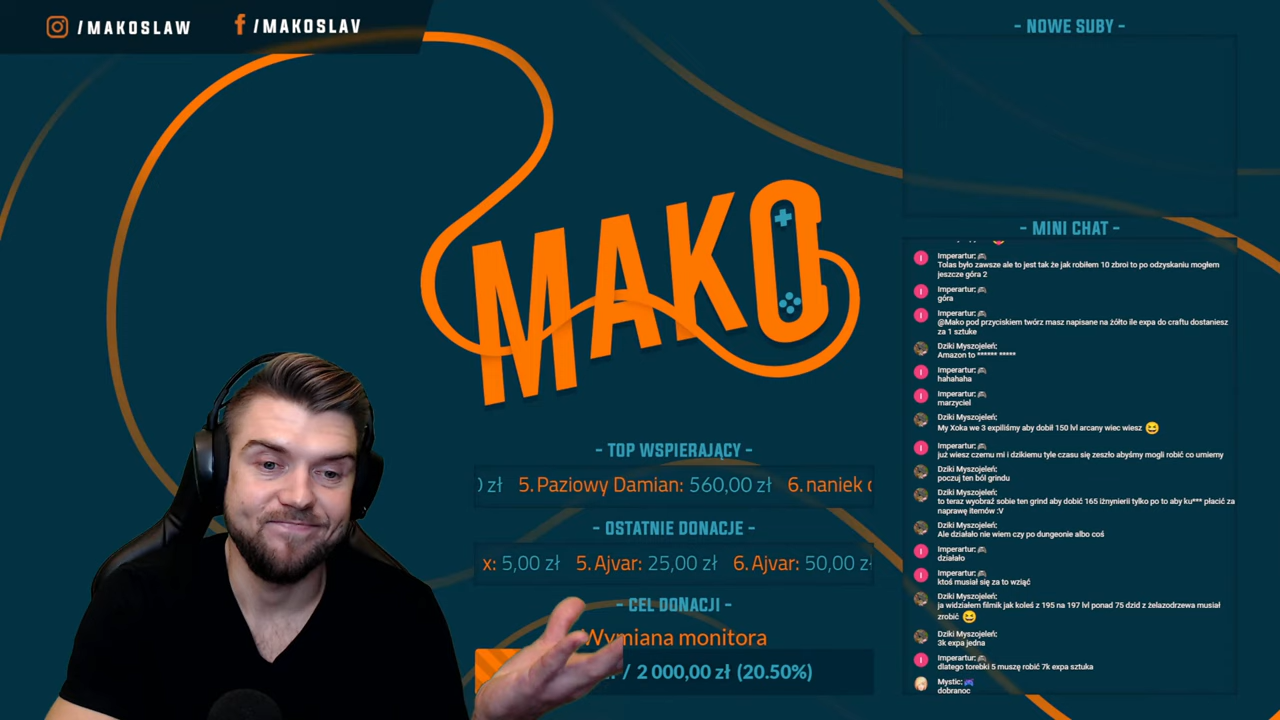 /MAKOSLAW
/MAKOSLAV
MAKO
- TOP WSPIERAJĄCY -
0 zł 5. Paziowy Damian: 560,00 zł 6. naniek
- OSTATNIE DONACJE -
x: 5,00 zł 5. Ajvar: 25,00 zł 6. Ajvar: 50,00 zł
- CEL DONACJI -
Wymiana monitora
/ 2 000,00 zł (20.50%)
- NOWE SUBY -
- MINI CHAT -
Imperartur:
Tolas było zawsze ale to jest tak że jak robiłem 10 zbroi to po odzyskaniu mogłem
jeszcze góra 2
Imperartur:
góra
Imperartur:
@Mako pod przyciskiem twórz masz napisane na żółto ile expa do craftu dostaniesz
za 1 sztuke
Dziki Myszojeleń:
Amazon to ****** *****
Imperartur:
hahahaha
Imperartur:
marzyciel
Dziki Myszojeleń:
My Xoka we 3 expiliśmy aby dobił 150 lvl arcany wiec wiesz
Imperartur:
już wiesz czemu mi i dzikiemu tyle czasu się zeszło abyśmy mogli robić co umiemy
Dziki Myszojeleń:
poczuj ten ból grindu
Dziki Myszojeleń:
to teraz wyobraź sobie ten grind aby dobić 165 iżnynierii tylko po to aby ku*** płacić za
naprawę itemów :V
Dziki Myszojeleń:
Ale działało nie wiem czy po dungeonie albo coś
Imperartur:
działało
Imperartur:
ktoś musiał się za to wziąć
Dziki Myszojeleń:
ja widziałem filmik jak koleś z 195 na 197 lvl ponad 75 dzid z żelazodrzewa musiał
zrobić
Dziki Myszojeleń:
3k expa jedna
Imperartur:
dlatego torebki 5 muszę robić 7k expa sztuka
Mystic:
dobranoc